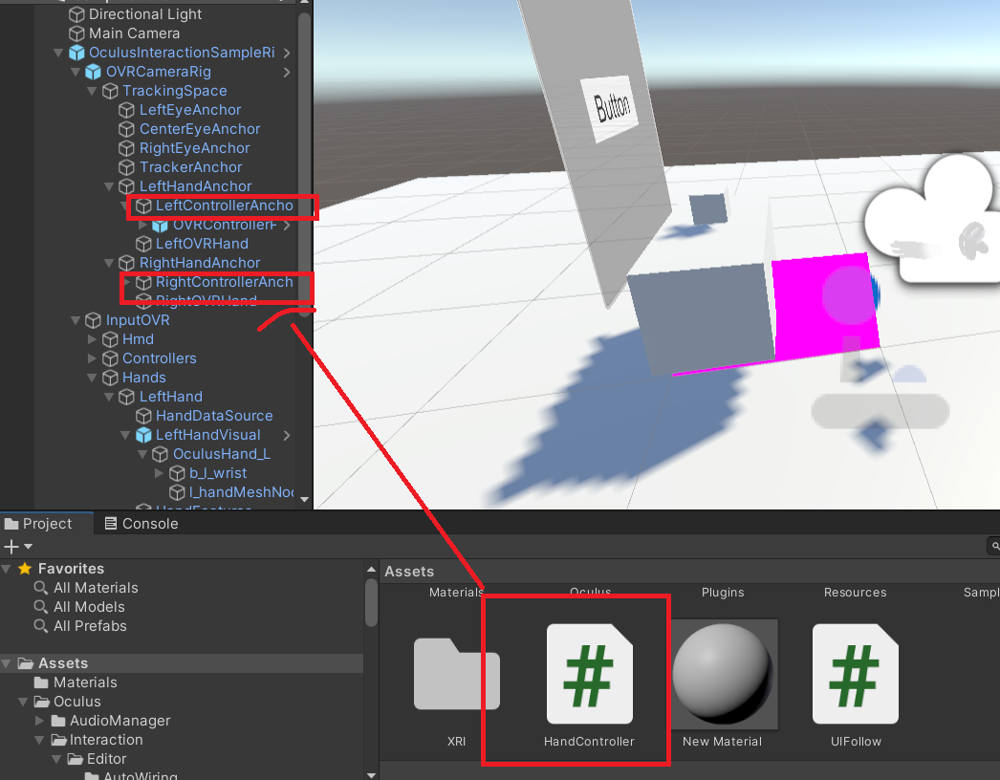 Directional Light
Main Camera
OculusInteractionSampleRi
OVRCameraRig
TrackingSpace
LeftEyeAnchor
CenterEyeAnchor
RightEyeAnchor
TrackerAnchor
LeftHandAnchor
LeftControllerAncho
OVRControllerP
LeftOVRHand
RightHandAnchor
RightControllerAnch
RightOVRHand
InputOVR
Hmd
Controllers
Hands
LeftHand
HandDataSource
LeftHandVisual
OculusHand_L
b_l_wrist
l_handMeshNod
HandFeatures
Button
Project
Console
Favorites
All Materials
All Models
All Prefabs
Assets
Materials
Oculus
AudioManager
Interaction
Editor
AutoWiring
Assets
Materials
Oculus
Plugins
Resources
Sampl
XRI
HandController
New Material
UIFollow